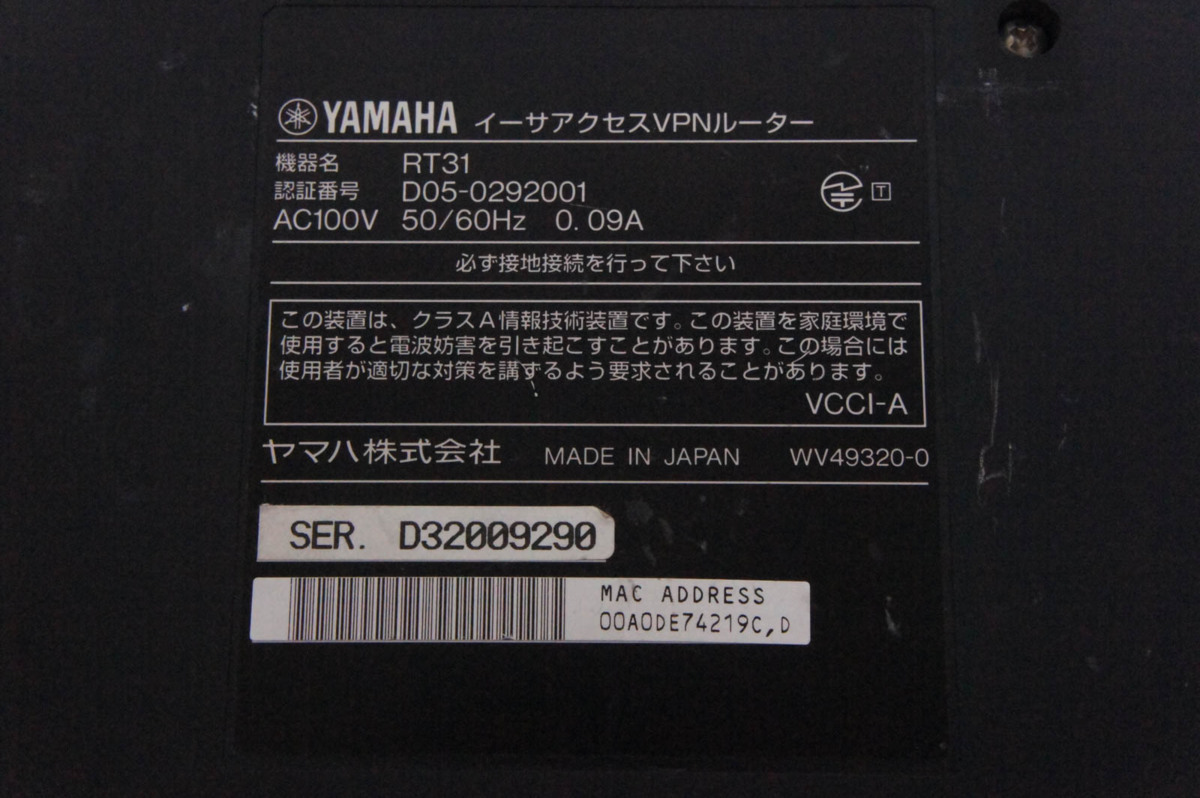 YAMAHA イーサアクセスVPNルーター
機器名 RT31
認証番号 D05-0292001
T
AC100V 50/60Hz 0.09A
必ず接地接続を行って下さい
この装置は、クラスA情報技術装置です。この装置を家庭環境で
使用すると電波妨害を引き起こすことがあります。この場合には
使用者が適切な対策を講ずるよう要求されることがあります。
VCCI-A
ヤマハ株式会社 MADE IN JAPAN WV49320-0
SER. D32009290
MAC ADDRESS
00A0DE74219C,D